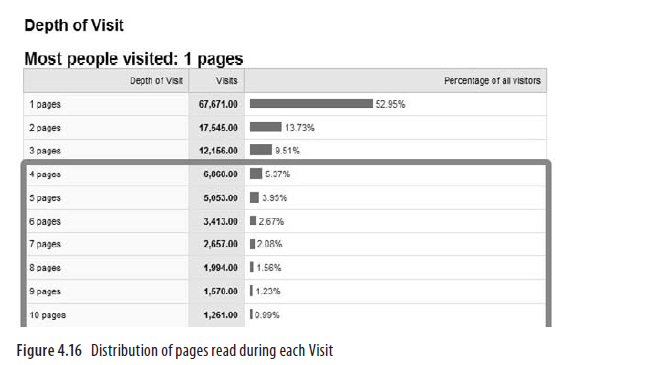 Depth of Visit
Most people visited: 1 pages
Depth of Visit Visits Percentage of all visitors
1 pages 67,671.00 52.95%
2 pages 17,545.00 13.73%
3 pages 12,156.00 9.51%
4 pages 6,860.00 5.37%
5 pages 5,053.00 3.95%
6 pages 3,413.00 2.67%
7 pages 2,657.00 2.08%
8 pages 1,994.00 1.56%
9 pages 1,570.00 1.23%
10 pages 1,261.00 0.99%
Figure 4.16 Distribution of pages read during each Visit